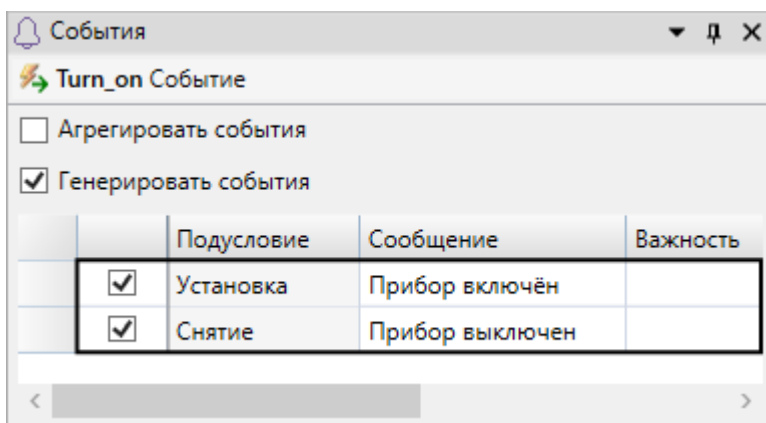 События
Turn_on Событие
Агрегировать события
Генерировать события
Подусловие Сообщение Важность
Установка Прибор включён
Снятие Прибор выключен